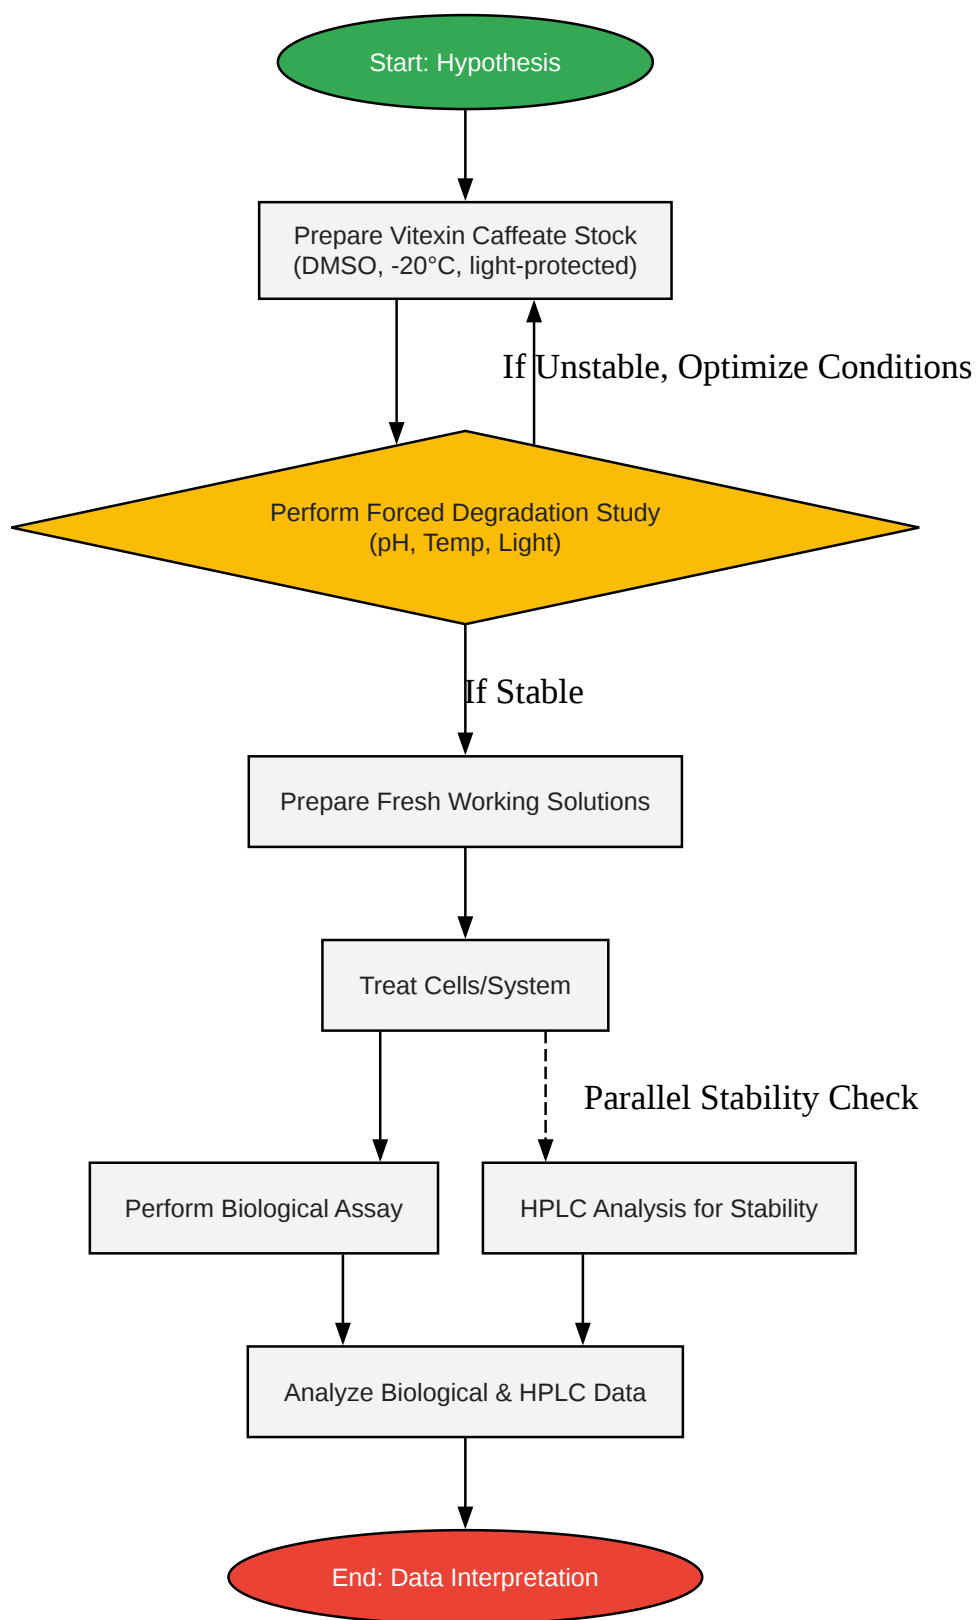 Start: Hypothesis
Prepare Vitexin Caffeate Stock
(DMSO, -20°C, light-protected)
If Unstable, Optimize Conditions
Perform Forced Degradation Study
(pH, Temp, Light)
If Stable
Prepare Fresh Working Solutions
Treat Cells/System
Parallel Stability Check
Perform Biological Assay
HPLC Analysis for Stability
Analyze Biological & HPLC Data
End: Data Interpretation